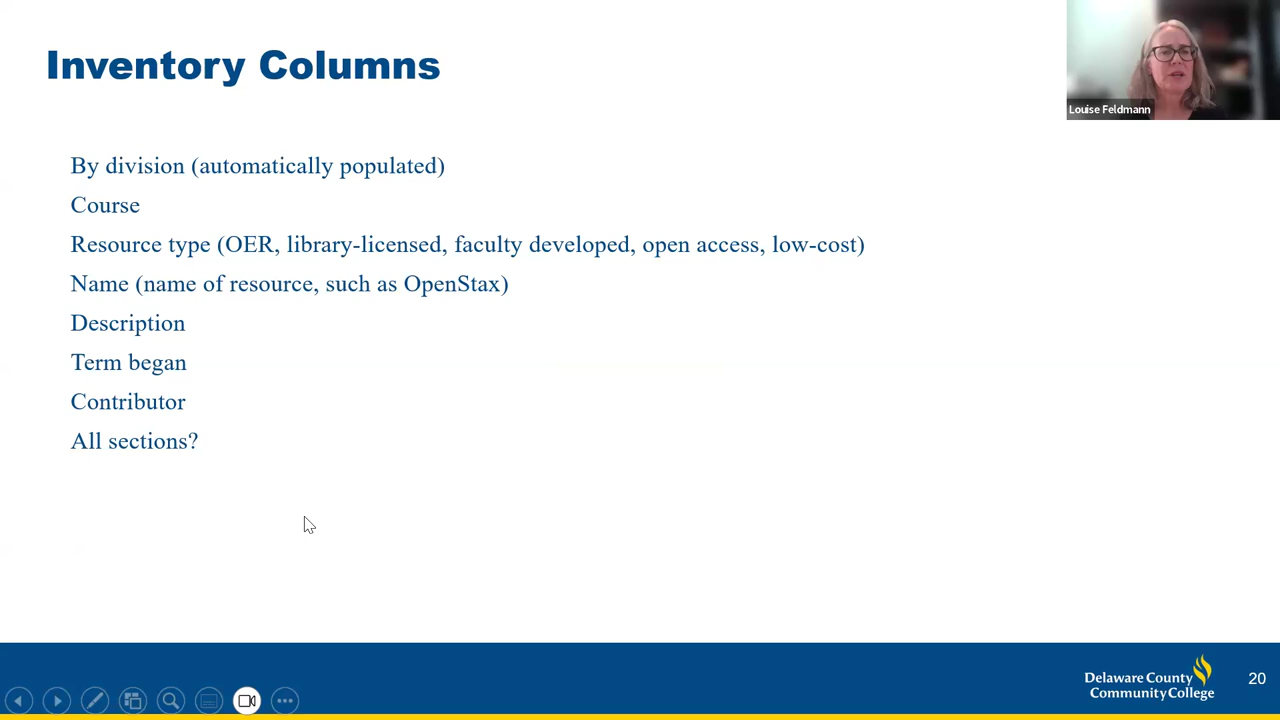 Inventory Columns
Louise Feldmann
By division (automatically populated)
Course
Resource type (OER, library-licensed, faculty developed, open access, low-cost)
Name (name of resource, such as OpenStax)
Description
Term began
Contributor
All sections?
Delaware County
Community College
20